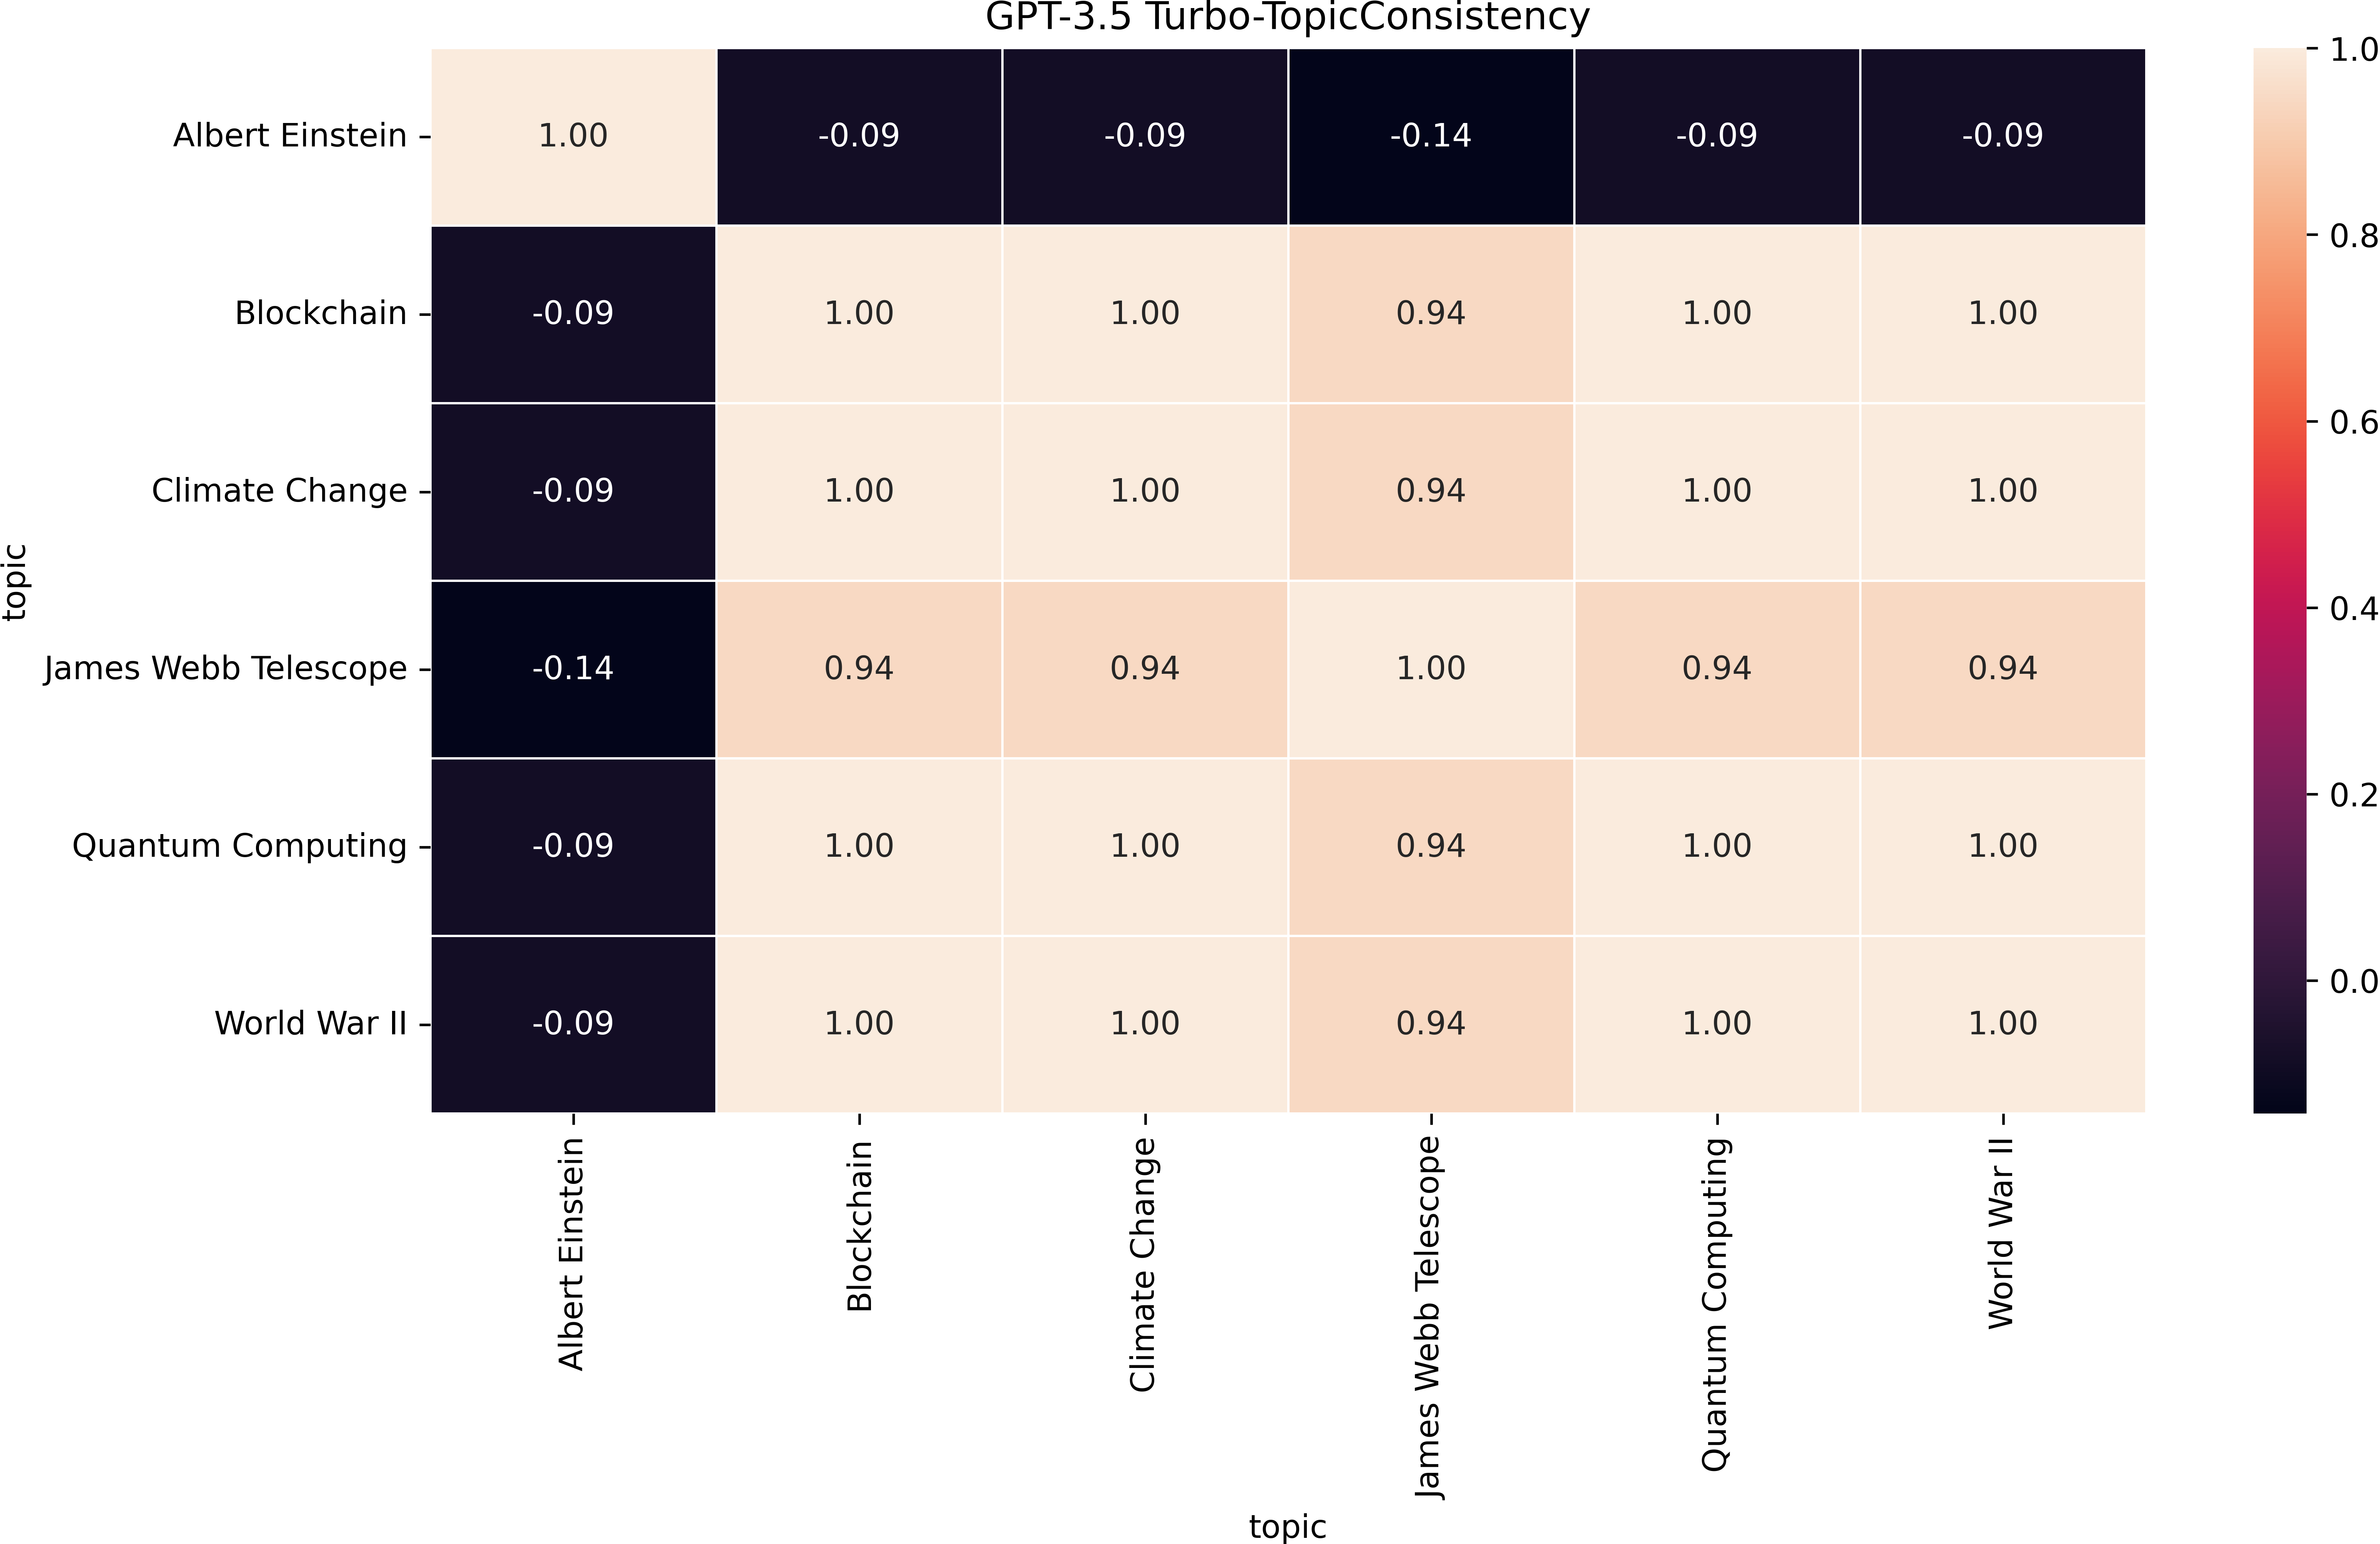 GPT-3.5 Turbo-TopicConsistency
Albert Einstein 1.00 -0.09 -0.09 -0.14 -0.09 -0.09
Blockchain -0.09 1.00 1.00 0.94 1.00 1.00
Climate Change -0.09 1.00 1.00 0.94 1.00 1.00
James Webb Telescope -0.14 0.94 0.94 1.00 0.94 0.94
Quantum Computing -0.09 1.00 1.00 0.94 1.00 1.00
World War II -0.09 1.00 1.00 0.94 1.00 1.00
topic
Albert Einstein
Blockchain
Climate Change
James Webb Telescope
Quantum Computing
World War II
topic
1.0
0.8
0.6
0.4
0.2
0.0